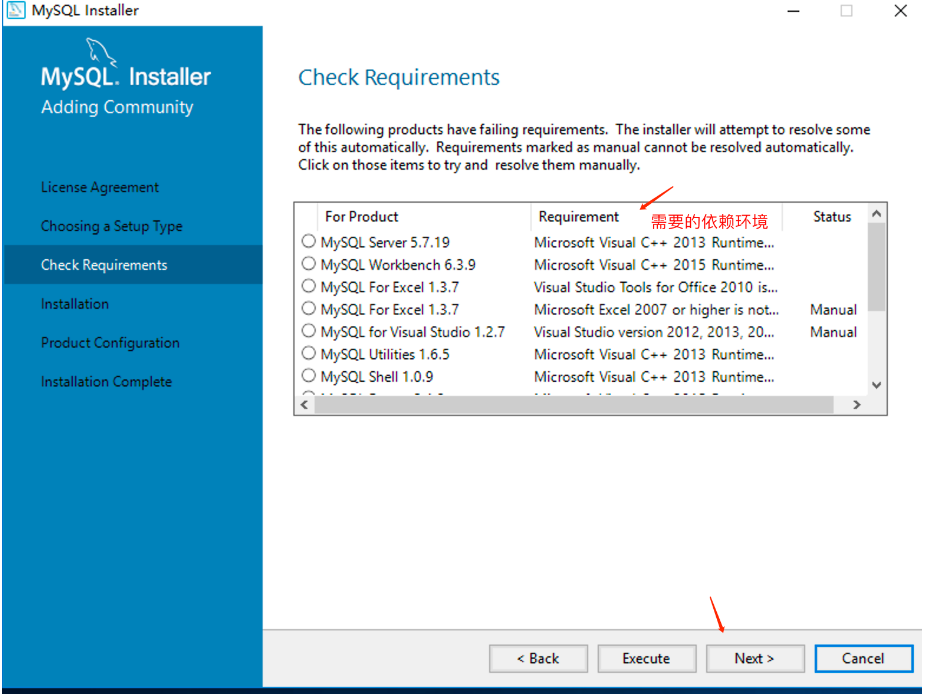 MySQL Installer
MySQL. Installer
Adding Community
License Agreement
Choosing a Setup Type
Check Requirements
Installation
Product Configuration
Installation Complete
Check Requirements
The following products have failing requirements. The installer will attempt to resolve some
of this automatically. Requirements marked as manual cannot be resolved automatically.
Click on those items to try and resolve them manually.
For Product Requirement 需要的依赖环境 Status
MySQL Server 5.7.19 Microsoft Visual C++ 2013 Runtime...
MySQL Workbench 6.3.9 Microsoft Visual C++ 2015 Runtime...
MySQL For Excel 1.3.7 Visual Studio Tools for Office 2010 is...
MySQL For Excel 1.3.7 Microsoft Excel 2007 or higher is not... Manual
MySQL for Visual Studio 1.2.7 Visual Studio version 2012, 2013, 20... Manual
MySQL Utilities 1.6.5 Microsoft Visual C++ 2013 Runtime...
MySQL Shell 1.0.9 Microsoft Visual C++ 2013 Runtime...
< Back Execute Next > Cancel